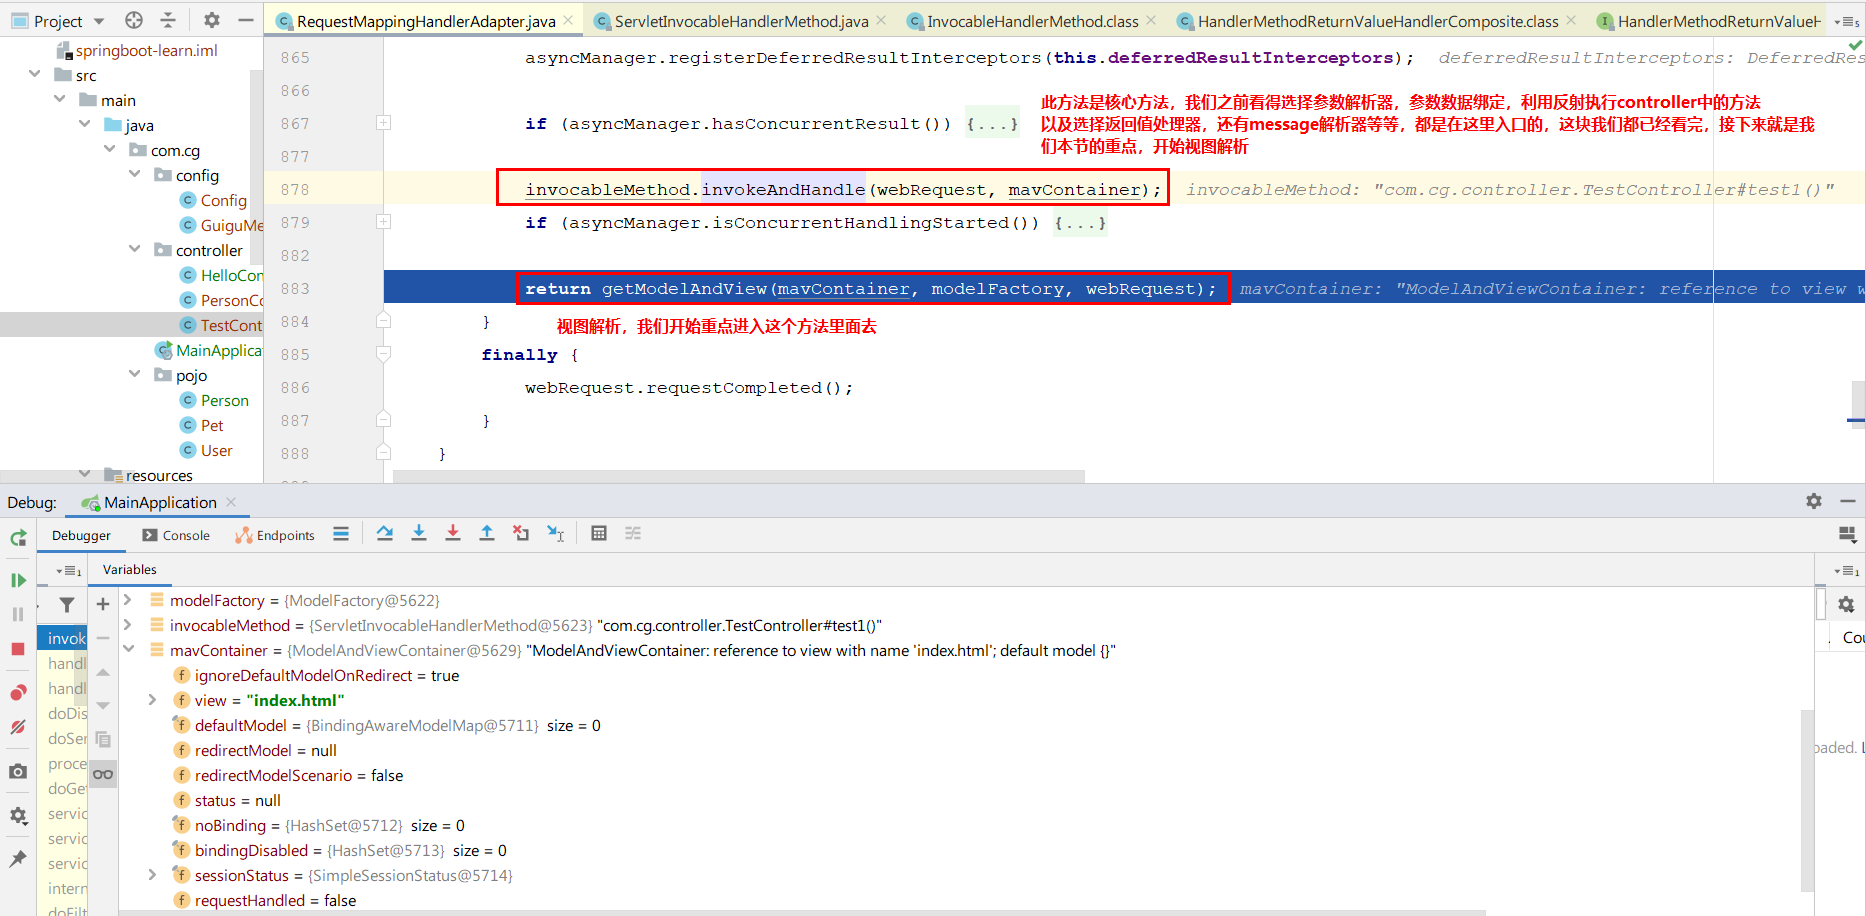 Project
RequestMappingHandlerAdapter.java
ServletInvocableHandlerMethod.java
InvocableHandlerMethod.class
HandlerMethodReturnValueHandlerComposite.class
HandlerMethodReturnValueH
5
springboot-learn.iml
src
main
java
com.cg
config
Config
GuiguMe
controller
HelloCon
PersonCo
TestCont
MainApplica
pojo
Person
Pet
User
resources
865 asyncManager.registerDeferredResultInterceptors(this.deferredResultInterceptors); deferredResultInterceptors: DeferredRes
866
此方法是核心方法，我们之前看得选择参数解析器，参数数据绑定，利用反射执行controller中的方法
以及选择返回值处理器，还有message解析器等等，都是在这里入口的，这块我们都已经看完，接下来就是我
们本节的重点，开始视图解析
867 if (asyncManager.hasConcurrentResult()) {...}
877
878 invocableMethod.invokeAndHandle(webRequest, mavContainer); invocableMethod: "com.cg.controller.TestController#test1()"
879 if (asyncManager.isConcurrentHandlingStarted()) {...}
882
883 return getModelAndView(mavContainer, modelFactory, webRequest); mavContainer: "ModelAndViewContainer: reference to view w
884 }
视图解析，我们开始重点进入这个方法里面去
885 finally {
886 webRequest.requestCompleted();
887 }
888 }
Debug: MainApplication
Debugger Console Endpoints
1 Variables 1
modelFactory = {ModelFactory@5622}
invocableMethod = {ServletInvocableHandlerMethod@5623} "com.cg.controller.TestController#test1()"
mavContainer = {ModelAndViewContainer@5629} "ModelAndViewContainer: reference to view with name 'index.html'; default model {}"
ignoreDefaultModelOnRedirect = true
view = "index.html"
defaultModel = {BindingAwareModelMap@5711} size = 0
redirectModel = null
redirectModelScenario = false
status = null
noBinding = {HashSet@5712} size = 0
bindingDisabled = {HashSet@5713} size = 0
sessionStatus = {SimpleSessionStatus@5714}
requestHandled = false
invok
handl
handl
doDis
doSer
proce
doGet
servic
servic
servic
intern
doFilt
Cou
oaded. L